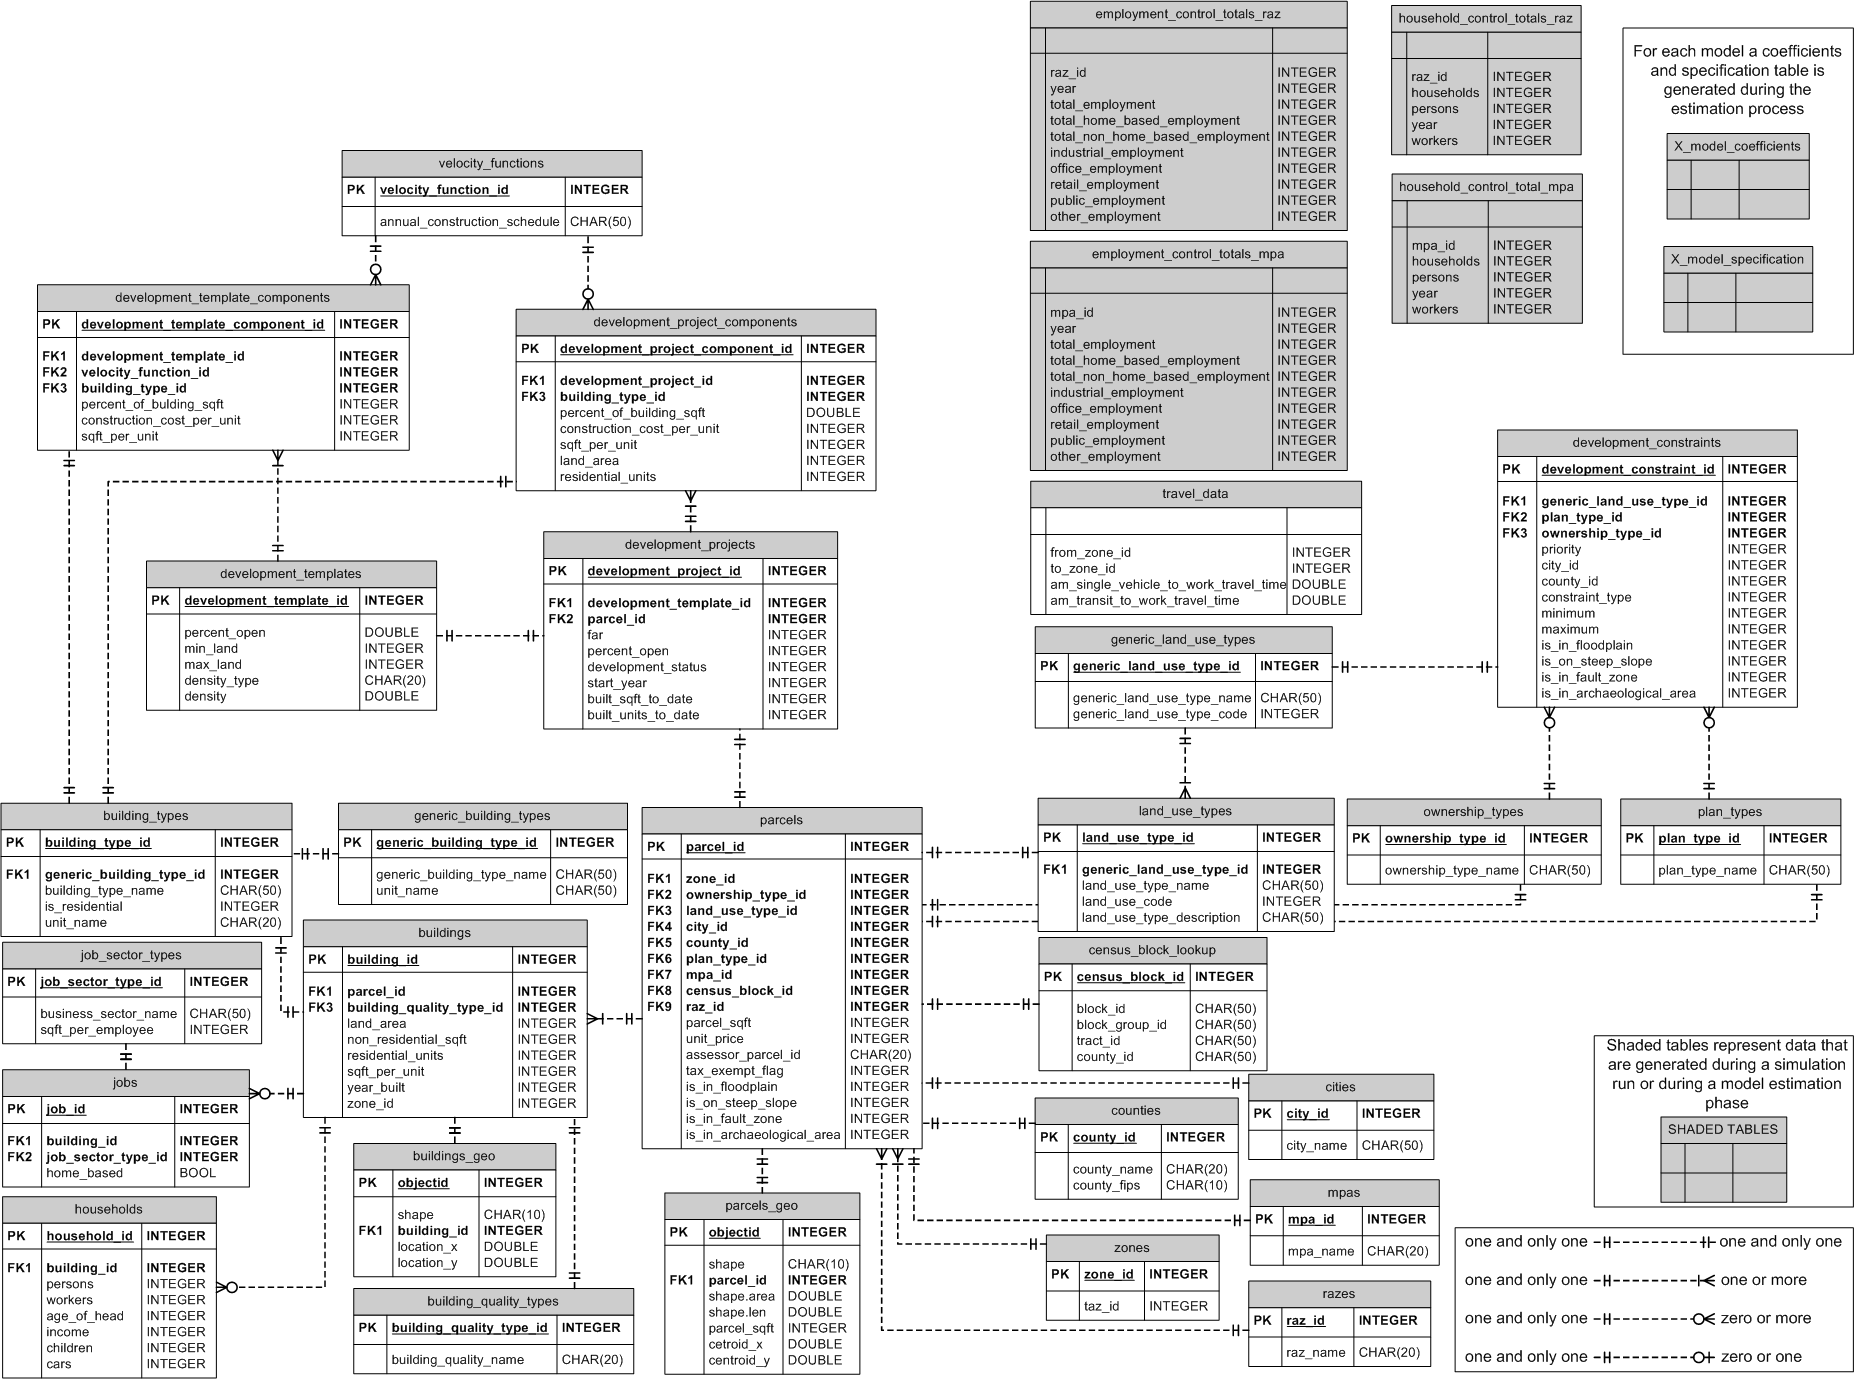 employment_control_totals_raz
raz_id INTEGER
year INTEGER
total_employment INTEGER
total_home_based_employment INTEGER
total_non_home_based_employment INTEGER
industrial_employment INTEGER
office_employment INTEGER
retail_employment INTEGER
public_employment INTEGER
other_employment INTEGER
household_control_totals_raz
raz_id INTEGER
households INTEGER
persons INTEGER
year INTEGER
workers INTEGER
For each model a coefficients
and specification table is
generated during the
estimation process
X_model_coefficients
X_model_specification
household_control_total_mpa
mpa_id INTEGER
households INTEGER
persons INTEGER
year INTEGER
workers INTEGER
velocity_functions
PK velocity_function_id INTEGER
annual_construction_schedule CHAR(50)
employment_control_totals_mpa
mpa_id INTEGER
year INTEGER
total_employment INTEGER
total_home_based_employment INTEGER
total_non_home_based_employment INTEGER
industrial_employment INTEGER
office_employment INTEGER
retail_employment INTEGER
public_employment INTEGER
other_employment INTEGER
development_template_components
PK development_template_component_id INTEGER
FK1 development_template_id INTEGER
FK2 velocity_function_id INTEGER
FK3 building_type_id INTEGER
percent_of_bulding_sqft INTEGER
construction_cost_per_unit INTEGER
sqft_per_unit INTEGER
development_project_components
PK development_project_component_id INTEGER
FK1 development_project_id INTEGER
FK3 building_type_id INTEGER
percent_of_building_sqft DOUBLE
construction_cost_per_unit INTEGER
sqft_per_unit INTEGER
land_area INTEGER
residential_units INTEGER
development_constraints
PK development_constraint_id INTEGER
FK1 generic_land_use_type_id INTEGER
FK2 plan_type_id INTEGER
FK3 ownership_type_id INTEGER
priority INTEGER
city_id INTEGER
county_id INTEGER
constraint_type INTEGER
minimum INTEGER
maximum INTEGER
is_in_floodplain INTEGER
is_on_steep_slope INTEGER
is_in_fault_zone INTEGER
is_in_archaeological_area INTEGER
travel_data
from_zone_id INTEGER
to_zone_id INTEGER
am_single_vehicle_to_work_travel_time DOUBLE
am_transit_to_work_travel_time DOUBLE
development_templates
PK development_template_id INTEGER
percent_open DOUBLE
min_land INTEGER
max_land INTEGER
density_type CHAR(20)
density DOUBLE
development_projects
PK development_project_id INTEGER
FK1 development_template_id INTEGER
FK2 parcel_id INTEGER
far INTEGER
percent_open INTEGER
development_status INTEGER
start_year INTEGER
built_sqft_to_date INTEGER
built_units_to_date INTEGER
generic_land_use_types
PK generic_land_use_type_id INTEGER
generic_land_use_type_name CHAR(50)
generic_land_use_type_code INTEGER
building_types
PK building_type_id INTEGER
FK1 generic_building_type_id INTEGER
building_type_name CHAR(50)
is_residential INTEGER
unit_name CHAR(20)
generic_building_types
PK generic_building_type_id INTEGER
generic_building_type_name CHAR(50)
unit_name CHAR(50)
parcels
PK parcel_id INTEGER
FK1 zone_id INTEGER
FK2 ownership_type_id INTEGER
FK3 land_use_type_id INTEGER
FK4 city_id INTEGER
FK5 county_id INTEGER
FK6 plan_type_id INTEGER
FK7 mpa_id INTEGER
FK8 census_block_id INTEGER
FK9 raz_id INTEGER
parcel_sqft INTEGER
unit_price INTEGER
assessor_parcel_id CHAR(20)
tax_exempt_flag INTEGER
is_in_floodplain INTEGER
is_on_steep_slope INTEGER
is_in_fault_zone INTEGER
is_in_archaeological_area INTEGER
land_use_types
PK land_use_type_id INTEGER
FK1 generic_land_use_type_id INTEGER
land_use_type_name CHAR(50)
land_use_code INTEGER
land_use_type_description CHAR(50)
ownership_types
PK ownership_type_id INTEGER
ownership_type_name CHAR(50)
plan_types
PK plan_type_id INTEGER
plan_type_name CHAR(50)
job_sector_types
PK job_sector_type_id INTEGER
business_sector_name CHAR(50)
sqft_per_employee INTEGER
buildings
PK building_id INTEGER
FK1 parcel_id INTEGER
FK3 building_quality_type_id INTEGER
land_area INTEGER
non_residential_sqft INTEGER
residential_units INTEGER
sqft_per_unit INTEGER
year_built INTEGER
zone_id INTEGER
census_block_lookup
PK census_block_id INTEGER
block_id CHAR(50)
block_group_id CHAR(50)
tract_id CHAR(50)
county_id CHAR(50)
jobs
PK job_id INTEGER
FK1 building_id INTEGER
FK2 job_sector_type_id INTEGER
home_based BOOL
cities
PK city_id INTEGER
city_name CHAR(50)
counties
PK county_id INTEGER
county_name CHAR(20)
county_fips CHAR(10)
Shaded tables represent data that
are generated during a simulation
run or during a model estimation
phase
SHADED TABLES
households
PK household_id INTEGER
FK1 building_id INTEGER
persons INTEGER
workers INTEGER
age_of_head INTEGER
income INTEGER
children INTEGER
cars INTEGER
buildings_geo
PK objectid INTEGER
shape CHAR(10)
FK1 building_id INTEGER
location_x DOUBLE
location_y DOUBLE
building_quality_types
PK building_quality_type_id INTEGER
building_quality_name CHAR(20)
parcels_geo
PK objectid INTEGER
shape CHAR(10)
FK1 parcel_id INTEGER
shape.area DOUBLE
shape.len DOUBLE
parcel_sqft INTEGER
cetroid_x DOUBLE
centroid_y DOUBLE
mpas
PK mpa_id INTEGER
mpa_name CHAR(20)
zones
PK zone_id INTEGER
taz_id INTEGER
razes
PK raz_id INTEGER
raz_name CHAR(20)
one and only one one and only one
one and only one one or more
one and only one zero or more
one and only one zero or one